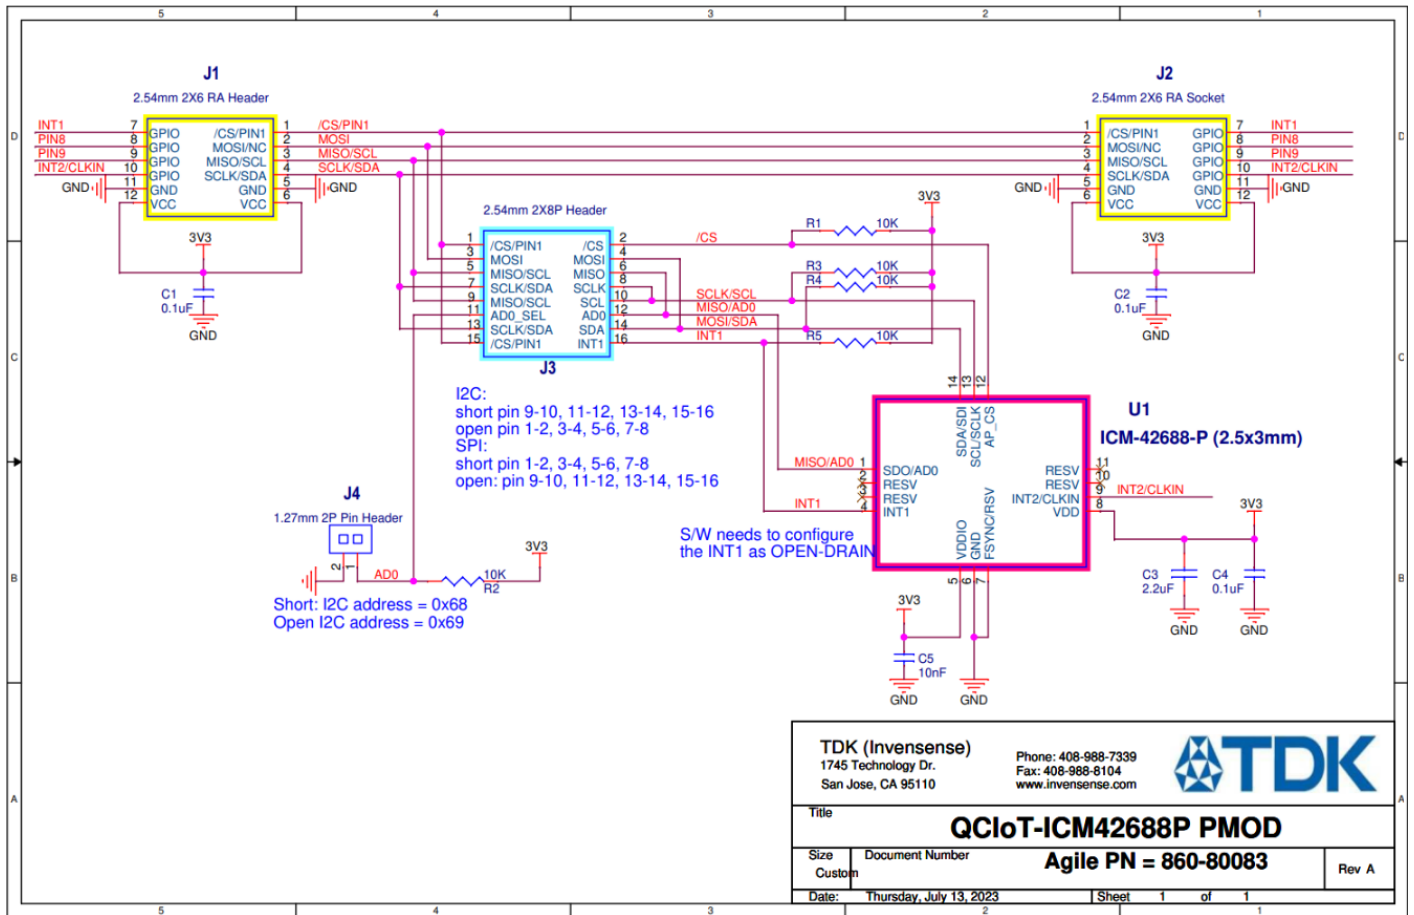 5 4 3 2 1
D
C
B
A
J1
2.54mm 2X6 RA Header
INT1 7 GPIO /CS/PIN1 1 /CS/PIN1
PIN8 8 GPIO MOSI/NC 2 MOSI
PIN9 9 GPIO MISO/SCL 3 MISO/SCL
INT2/CLKIN 10 GPIO SCLK/SDA 4 SCLK/SDA
GND 11 GND GND 5 GND
12 VCC VCC 6
3V3
C1
0.1uF
GND
J2
2.54mm 2X6 RA Socket
1 /CS/PIN1 GPIO 7 INT1
2 MOSI/NC GPIO 8 PIN8
3 MISO/SCL GPIO 9 PIN9
4 SCLK/SDA GPIO 10 INT2/CLKIN
GND 5 GND GND 11 GND
6 VCC VCC 12
3V3
C2
0.1uF
GND
2.54mm 2X8P Header
1 /CS/PIN1 /CS 2 /CS
3 MOSI MOSI 4
5 MISO/SCL MISO 6
7 SCLK/SDA SCLK 8
9 MISO/SCL SCL 10 SCLK/SCL
11 AD0_SEL AD0 12 MISO/AD0
13 SCLK/SDA SDA 14 MOSI/SDA
15 /CS/PIN1 INT1 16 INT1
J3
3V3
R1 10K
R3 10K
R4 10K
R5 10K
I2C:
short pin 9-10, 11-12, 13-14, 15-16
open pin 1-2, 3-4, 5-6, 7-8
SPI:
short pin 1-2, 3-4, 5-6, 7-8
open: pin 9-10, 11-12, 13-14, 15-16
J4
1.27mm 2P Pin Header
2 1
AD0
10K
R2
3V3
Short: I2C address = 0x68
Open I2C address = 0x69
S/W needs to configure
the INT1 as OPEN-DRAIN
U1
ICM-42688-P (2.5x3mm)
14 13 12
SDA/SDI
SCL/SCLK
AP_CS
MISO/AD0 1 SDO/AD0
2 RESV
3 RESV
INT1 4 INT1
RESV 11
RESV 10
INT2/CLKIN 9 INT2/CLKIN
VDD 8
VDDIO
GND
FSYNC/RSV
5 6 7
3V3
C5
10nF
GND
GND
3V3
C3
2.2uF
GND
C4
0.1uF
GND
TDK (Invensense)
1745 Technology Dr.
San Jose, CA 95110
Phone: 408-988-7339
Fax: 408-988-8104
www.invensense.com
TDK
Title
QCIoT-ICM42688P PMOD
Size
Custom
Document Number
Agile PN = 860-80083
Rev A
Date: Thursday, July 13, 2023
Sheet 1 of 1
D
C
B
A
5 4 3 2 1